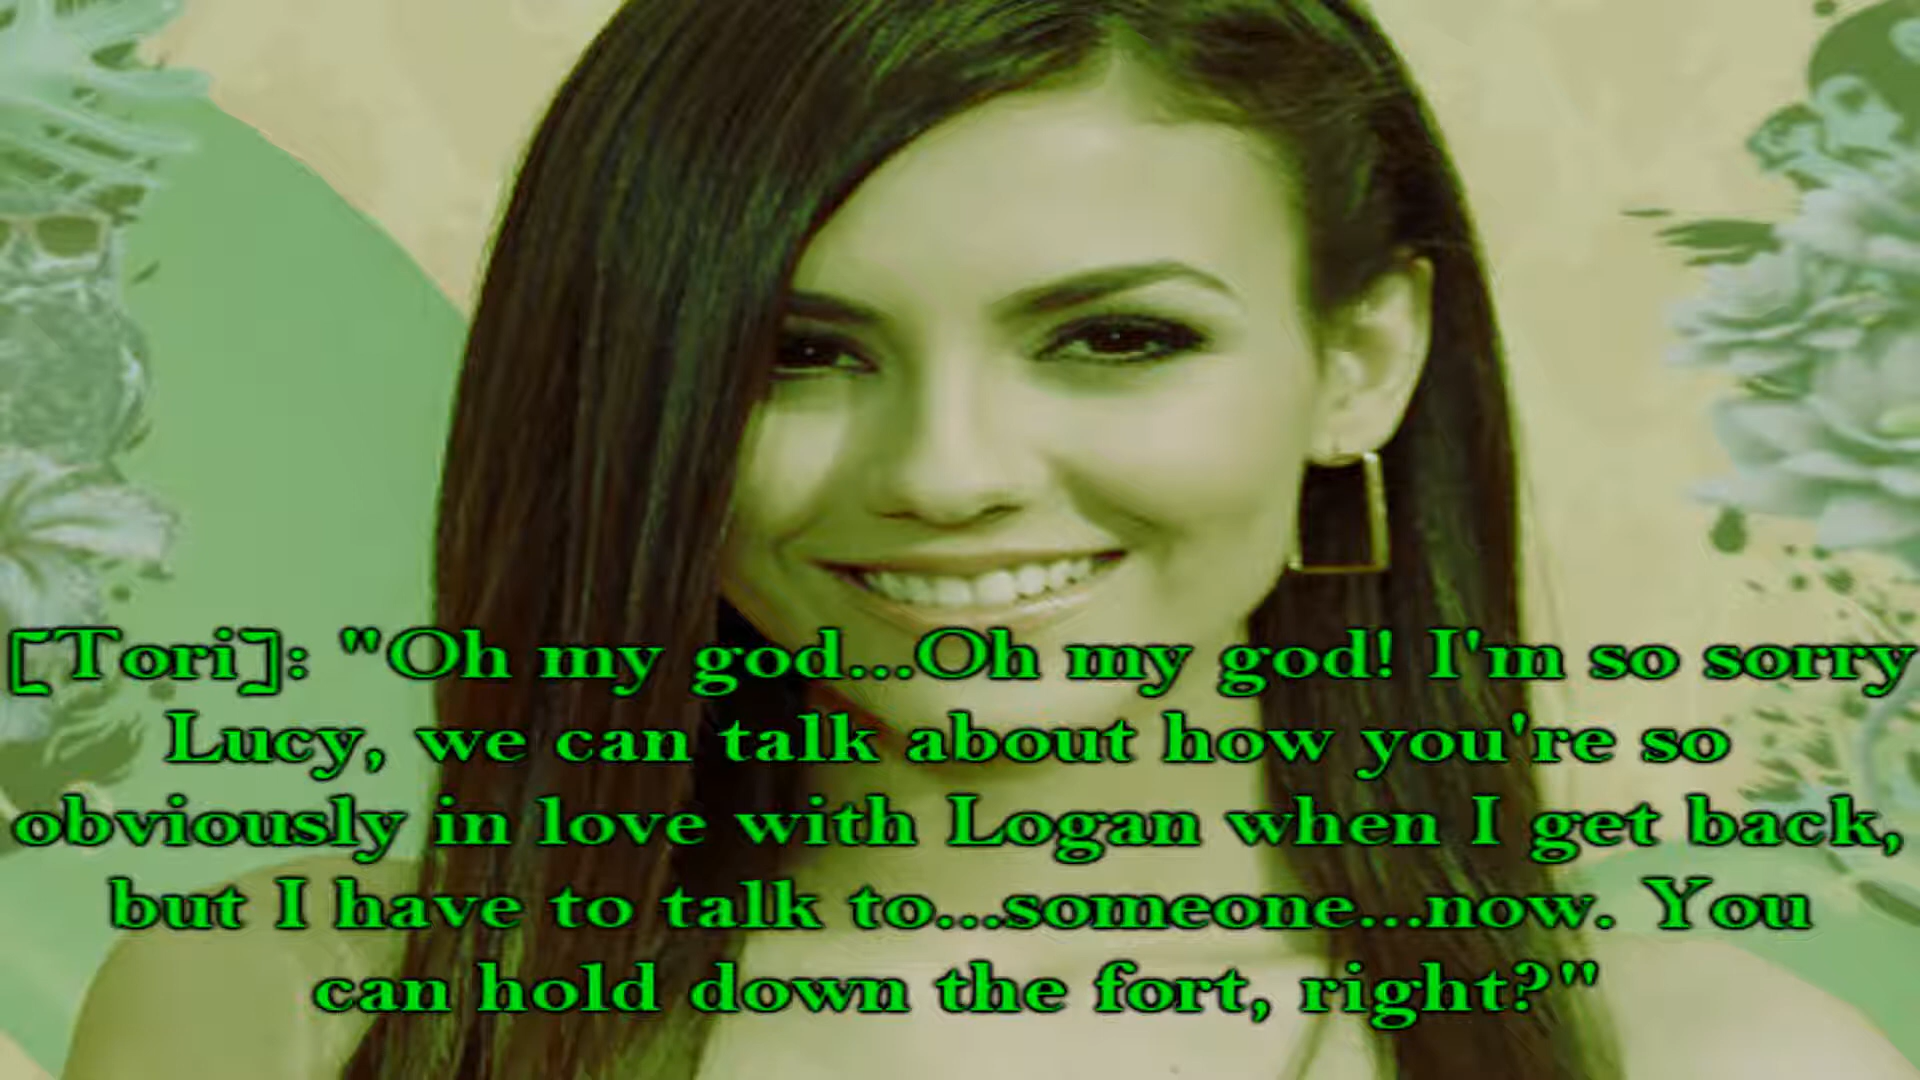 [Tori]: "Oh my god...Oh my god! I'm so sorry
Lucy, we can talk about how you're so
obviously in love with Logan when I get back,
but I have to talk to...someone...now. You
can hold down the fort, right?"